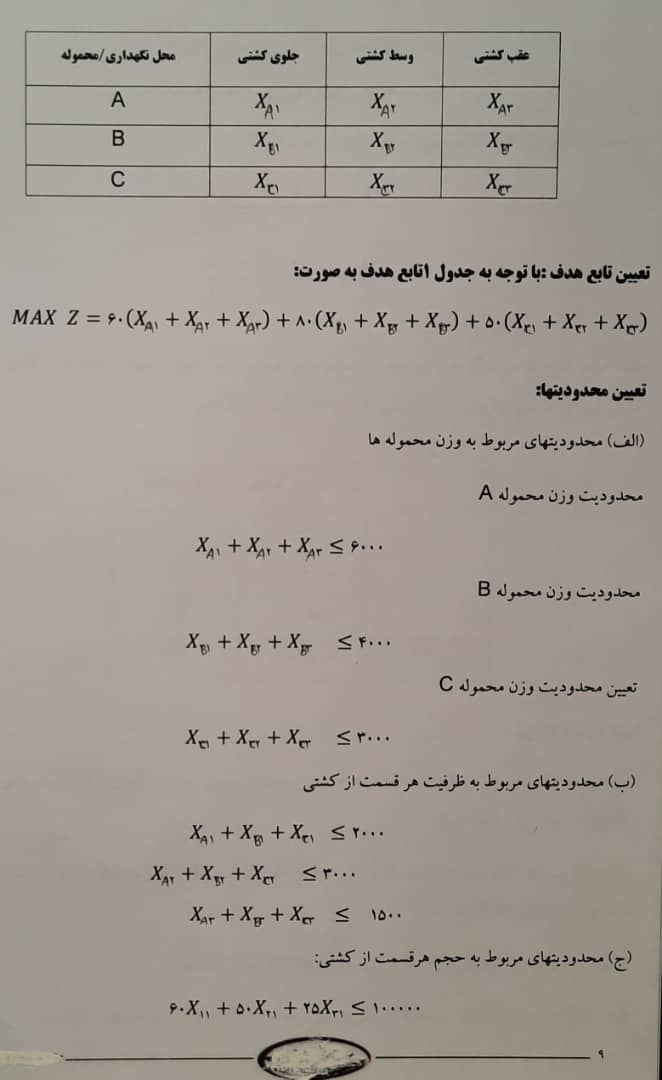 محل نگهداری/محموله جلوی کشتی وسط کشتی عقب کشتی
A X_A۱ X_A۲ X_A۳
B X_B۱ X_B۲ X_B۳
C X_C۱ X_C۲ X_C۳
تعیین تابع هدف :با توجه به جدول ۱تابع هدف به صورت:
MAX Z = ۶۰(X_A۱ + X_A۲ + X_A۳) + ۸۰(X_B۱ + X_B۲ + X_B۳) + ۵۰(X_C۱ + X_C۲ + X_C۳)
تعیین محدودیتها:
(الف) محدودیتهای مربوط به وزن محموله ها
محدودیت وزن محموله A
X_A۱ + X_A۲ + X_A۳ ≤ ۶۰۰۰
محدودیت وزن محموله B
X_B۱ + X_B۲ + X_B۳ ≤ ۴۰۰۰
تعیین محدودیت وزن محموله C
X_C۱ + X_C۲ + X_C۳ ≤ ۳۰۰۰
(ب) محدودیتهای مربوط به ظرفیت هر قسمت از کشتی
X_A۱ + X_B۱ + X_C۱ ≤ ۲۰۰۰
X_A۲ + X_B۲ + X_C۲ ≤ ۳۰۰۰
X_A۳ + X_B۳ + X_C۳ ≤ ۱۵۰۰
(ج) محدودیتهای مربوط به حجم هرقسمت از کشتی:
۶۰X_۱۱ + ۵۰X_۲۱ + ۲۵X_۳۱ ≤ ۱۰۰۰۰۰
۹